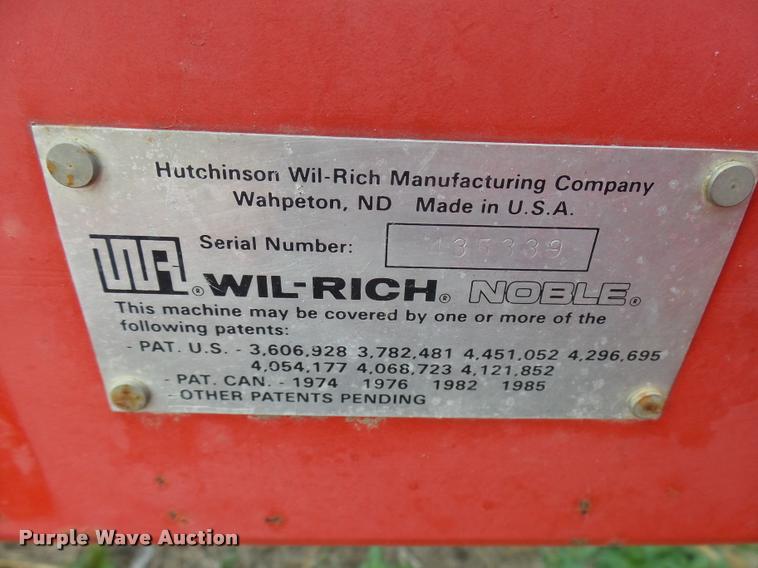 Hutchinson Wil-Rich Manufacturing Company
Wahpeton, ND Made in U.S.A.
Serial Number: 435339
WR® WIL-RICH® NOBLE®
This machine may be covered by one or more of the
following patents:
- PAT. U.S. - 3,606,928 3,782,481 4,451,052 4,296,695
4,054,177 4,068,723 4,121,852
- PAT. CAN. - 1974 1976 1982 1985
- OTHER PATENTS PENDING
Purple Wave Auction